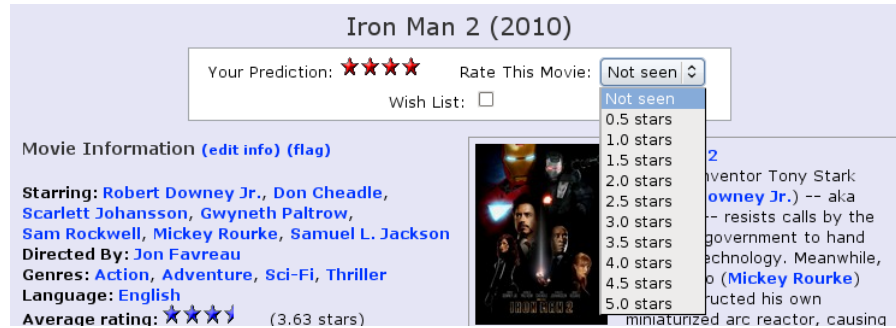 Iron Man 2 (2010)
Your Prediction: Rate This Movie: Not seen
Wish List:
Not seen
0.5 stars
1.0 stars
1.5 stars
2.0 stars
2.5 stars
3.0 stars
3.5 stars
4.0 stars
4.5 stars
5.0 stars
Movie Information (edit info) (flag)
Starring: Robert Downey Jr., Don Cheadle,
Scarlett Johansson, Gwyneth Paltrow,
Sam Rockwell, Mickey Rourke, Samuel L. Jackson
Directed By: Jon Favreau
Genres: Action, Adventure, Sci-Fi, Thriller
Language: English
Average rating: (3.63 stars)
IRON MAN 2
2
Tony Stark
Jr.) -- aka
-- resists calls by the
government to hand
Meanwhile,
(Mickey Rourke)
his own
miniaturized arc reactor, causing